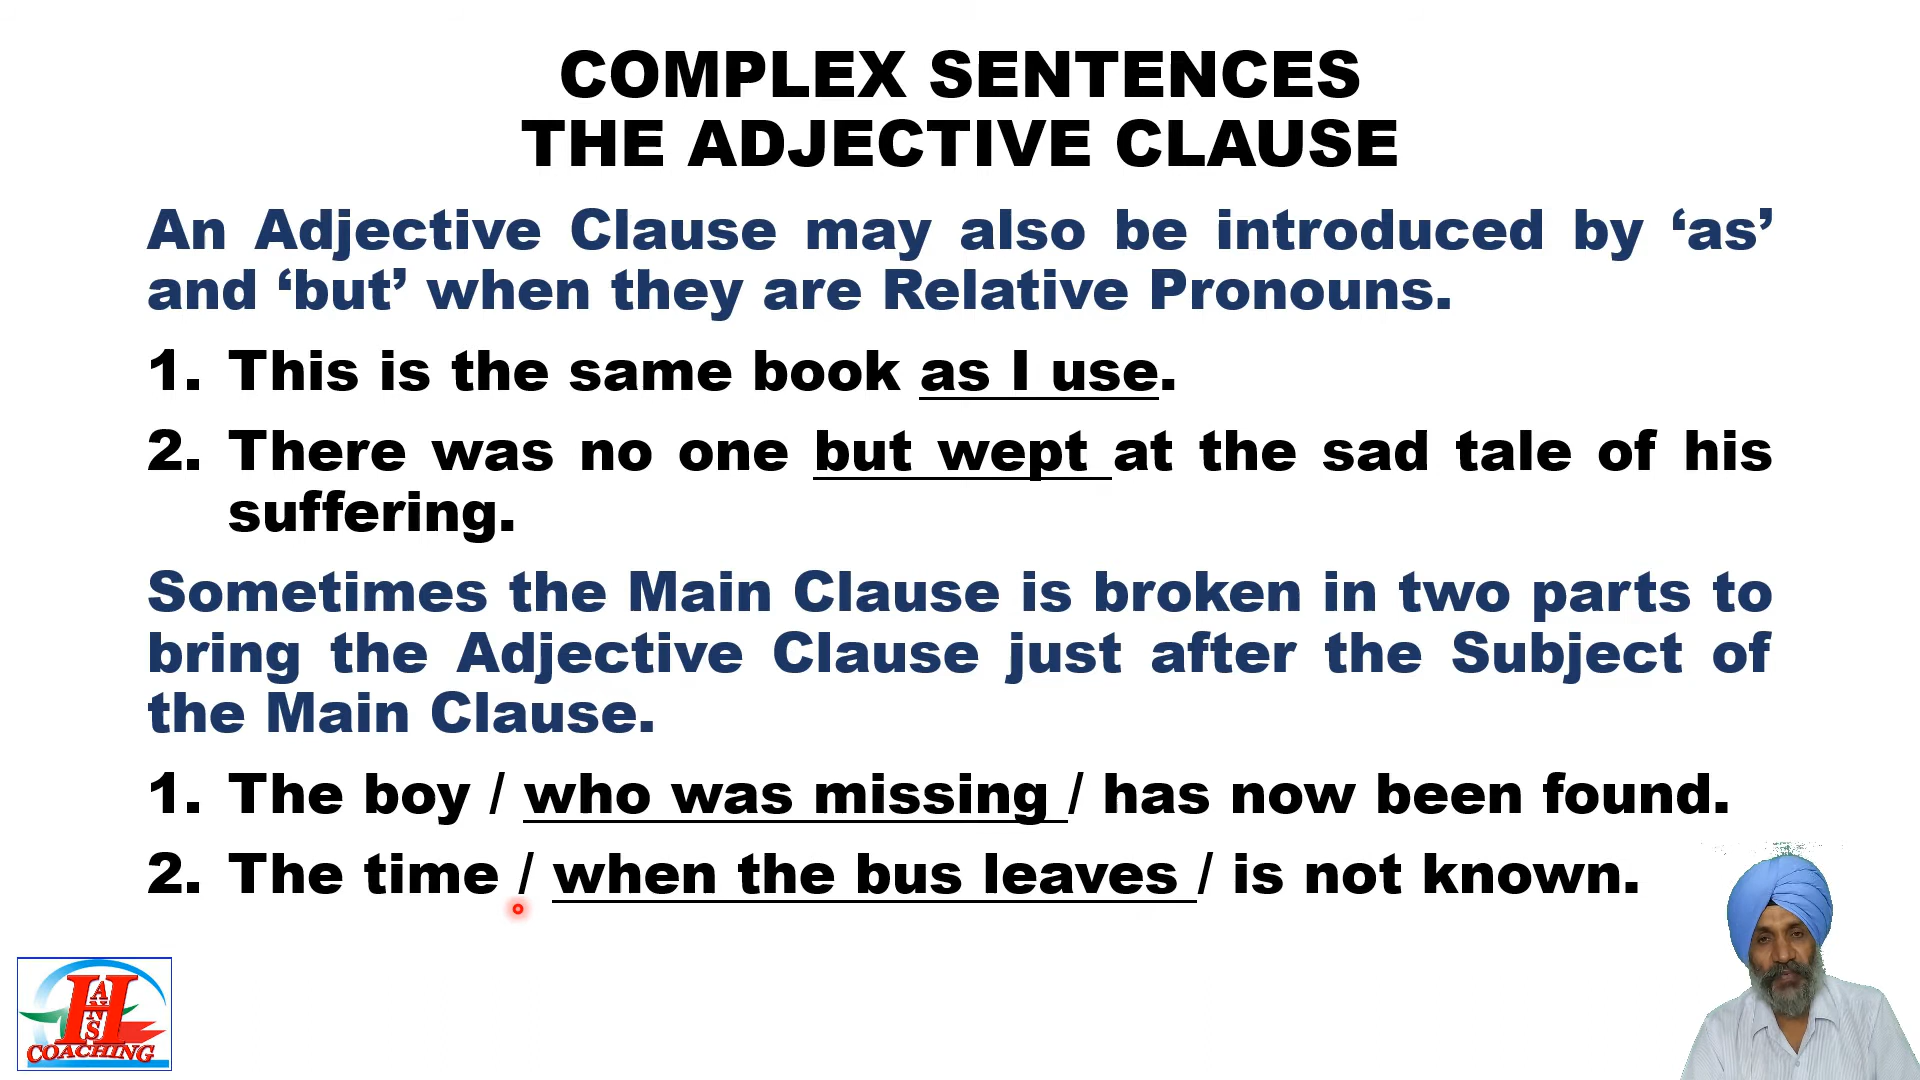 COMPLEX SENTENCES
THE ADJECTIVE CLAUSE
An Adjective Clause may also be introduced by ‘as’
and ‘but’ when they are Relative Pronouns.
1. This is the same book as I use.
2. There was no one but wept at the sad tale of his
suffering.
Sometimes the Main Clause is broken in two parts to
bring the Adjective Clause just after the Subject of
the Main Clause.
1. The boy / who was missing / has now been found.
2. The time / when the bus leaves / is not known.
H
COACHING